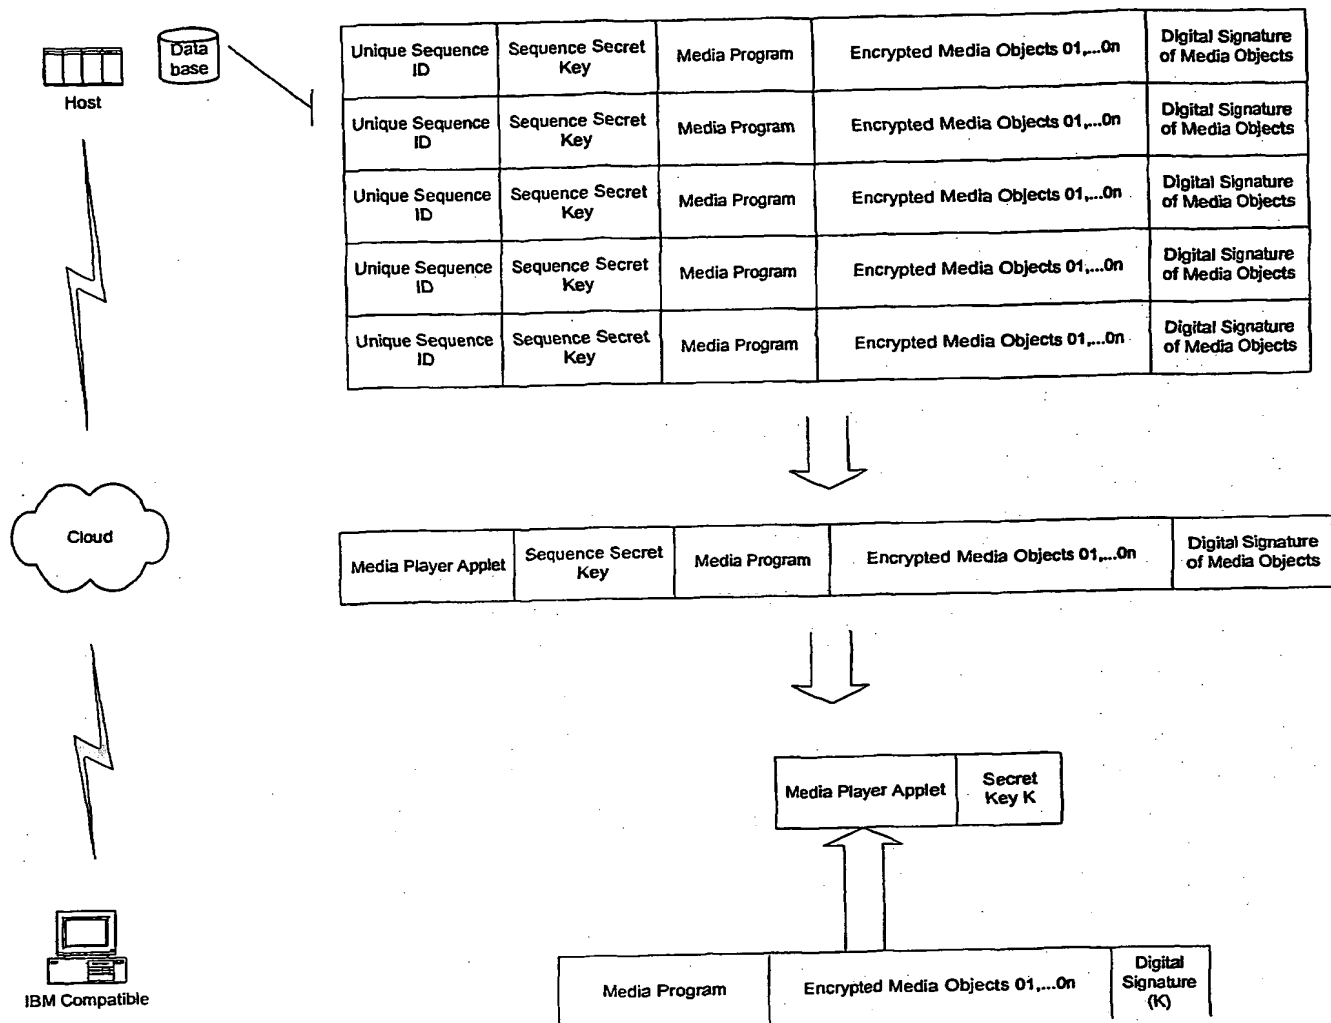 Data
base
Host
Unique Sequence
ID
Sequence Secret
Key
Media Program
Encrypted Media Objects 01,...0n
Digital Signature
of Media Objects
Unique Sequence
ID
Sequence Secret
Key
Media Program
Encrypted Media Objects 01,...0n
Digital Signature
of Media Objects
Unique Sequence
ID
Sequence Secret
Key
Media Program
Encrypted Media Objects 01,...0n
Digital Signature
of Media Objects
Unique Sequence
ID
Sequence Secret
Key
Media Program
Encrypted Media Objects 01,...0n
Digital Signature
of Media Objects
Unique Sequence
ID
Sequence Secret
Key
Media Program
Encrypted Media Objects 01,...0n
Digital Signature
of Media Objects
Cloud
Media Player Applet
Sequence Secret
Key
Media Program
Encrypted Media Objects 01,...0n
Digital Signature
of Media Objects
Media Player Applet
Secret
Key K
IBM Compatible
Media Program
Encrypted Media Objects 01,...0n
Digital
Signature
(K)